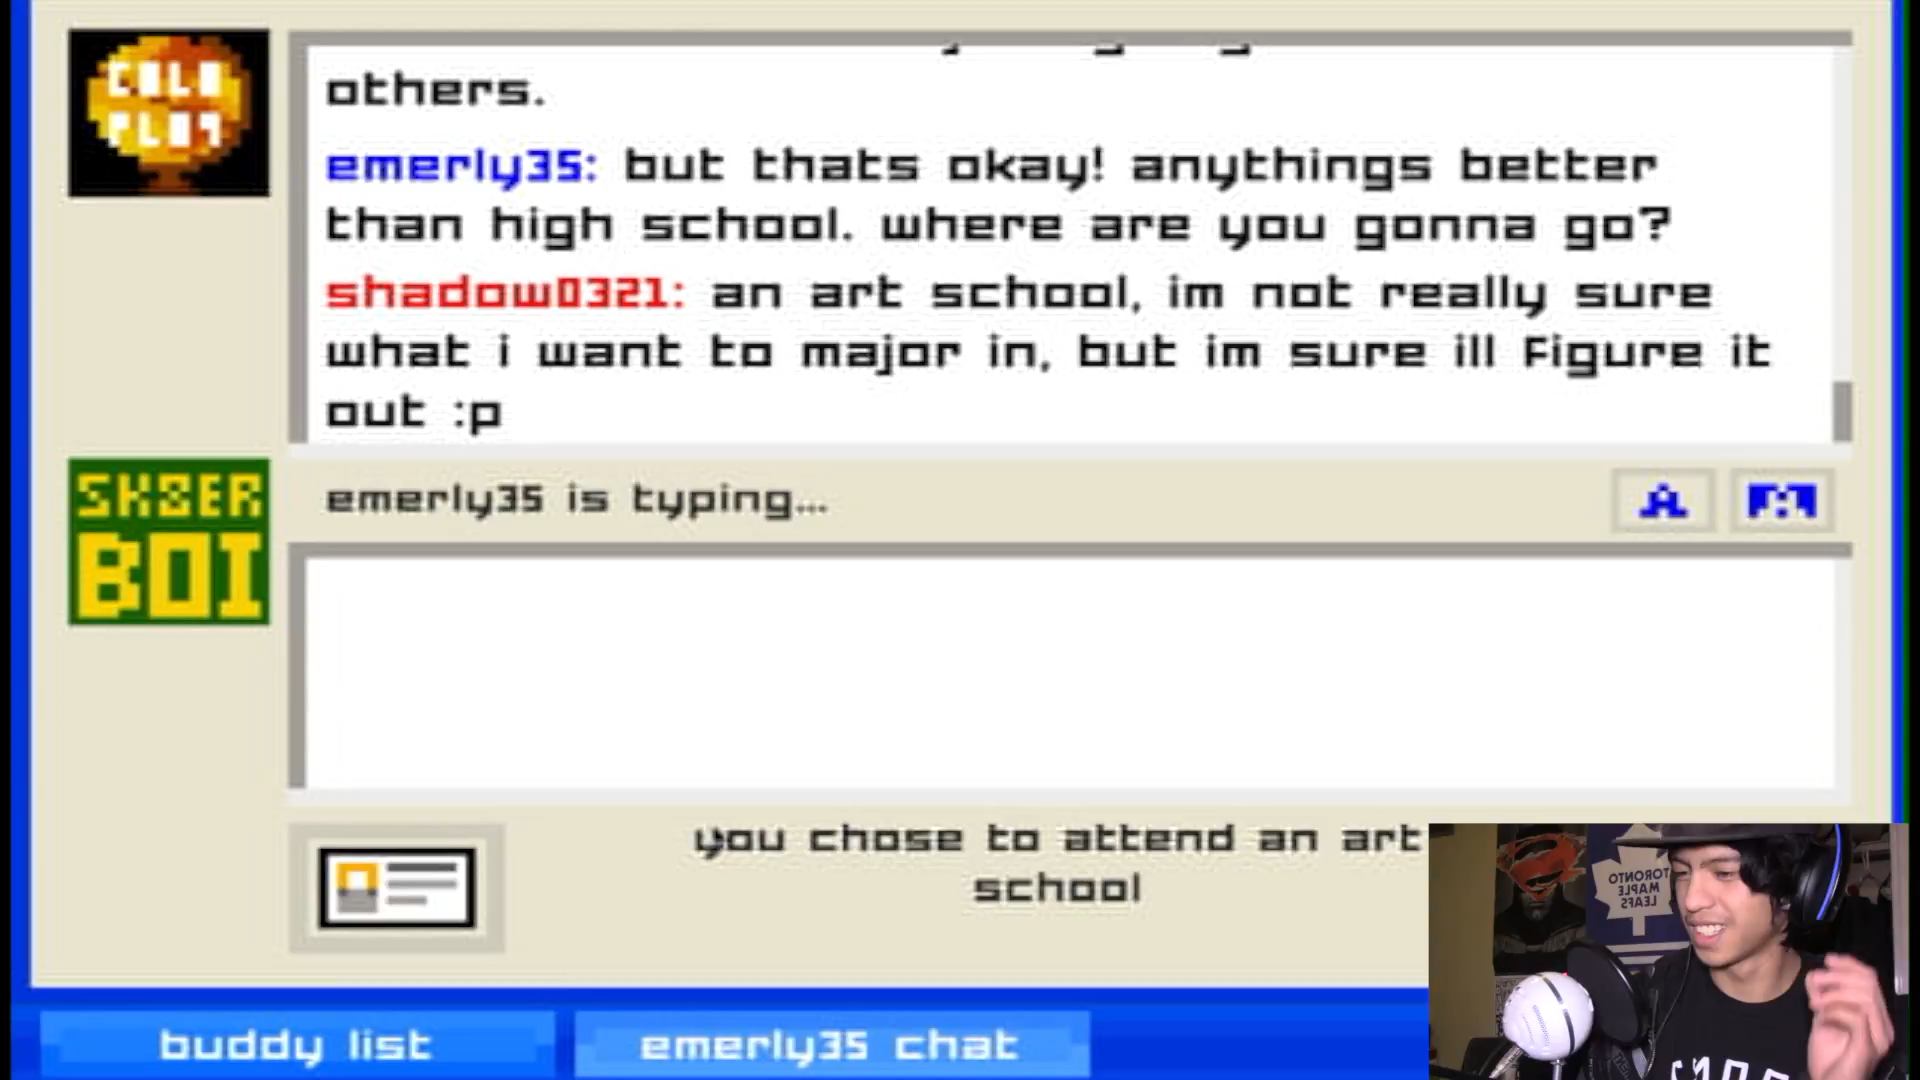 COLD
PLAY
others.
emerly35: but thats okay! anythings better
than high school. where are you gonna go?
shadow0321: an art school, im not really sure
what i want to major in, but im sure ill figure it
out :p
SK8ER
BOI
emerly35 is typing...
A
you chose to attend an art
school
TORONTO
MAPLE
LEAFS
buddy list
emerly35 chat